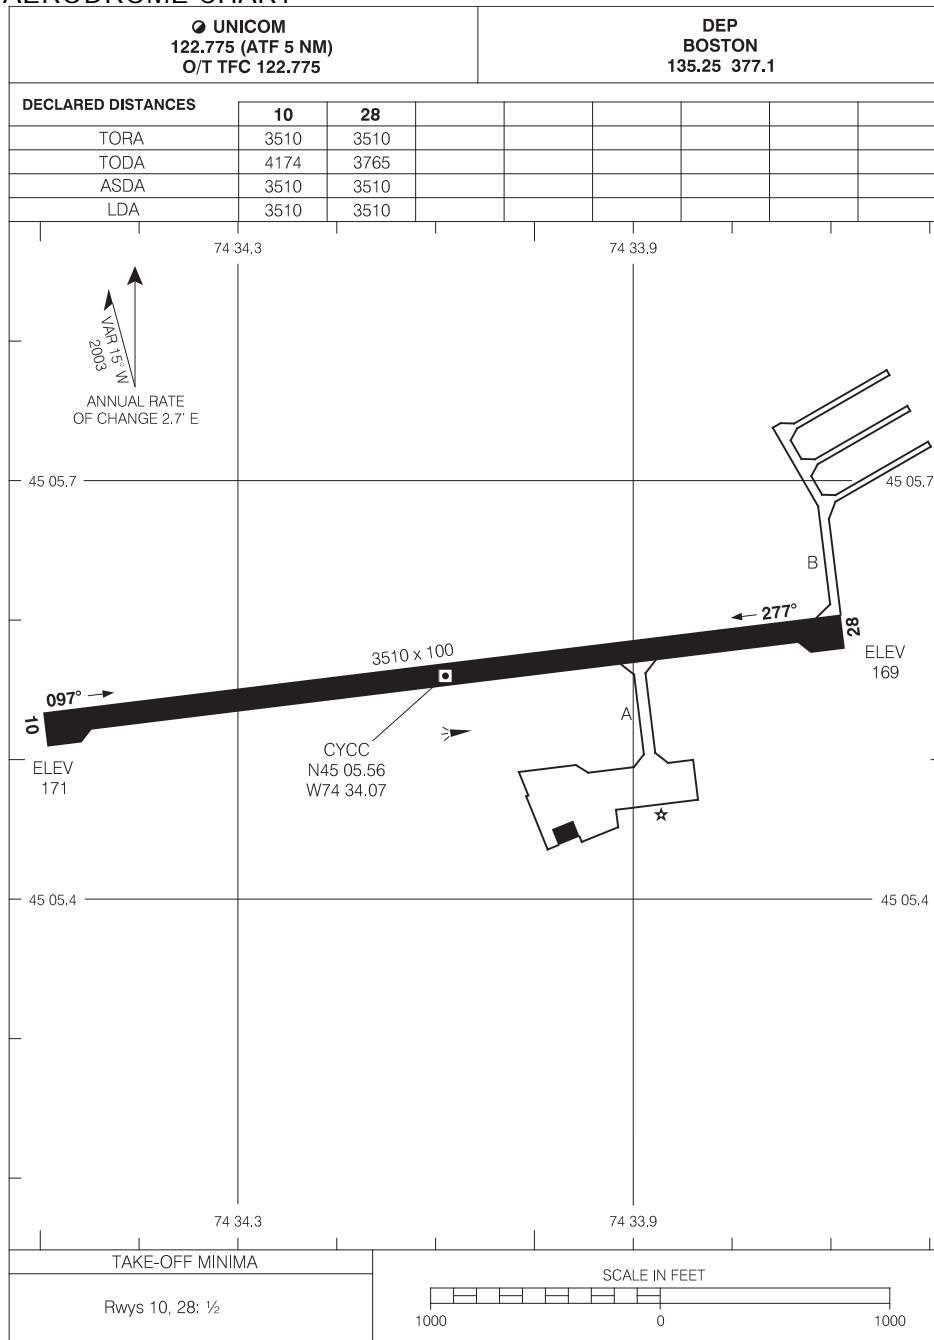 AERODROME CHART
UNICOM
122.775 (ATF 5 NM)
O/T TFC 122.775
DEP
BOSTON
135.25 377.1
DECLARED DISTANCES
10 28
TORA 3510 3510
TODA 4174 3765
ASDA 3510 3510
LDA 3510 3510
74 34.3 74 33.9
VAR 15° W
2003
ANNUAL RATE
OF CHANGE 2.7' E
45 05.7 45 05.7
B
277°
28
3510 x 100
ELEV
169
097°
10
A
ELEV
171
CYCC
N45 05.56
W74 34.07
45 05.4 45 05.4
74 34.3 74 33.9
TAKE-OFF MINIMA
Rwys 10, 28: ½
SCALE IN FEET
1000 0 1000